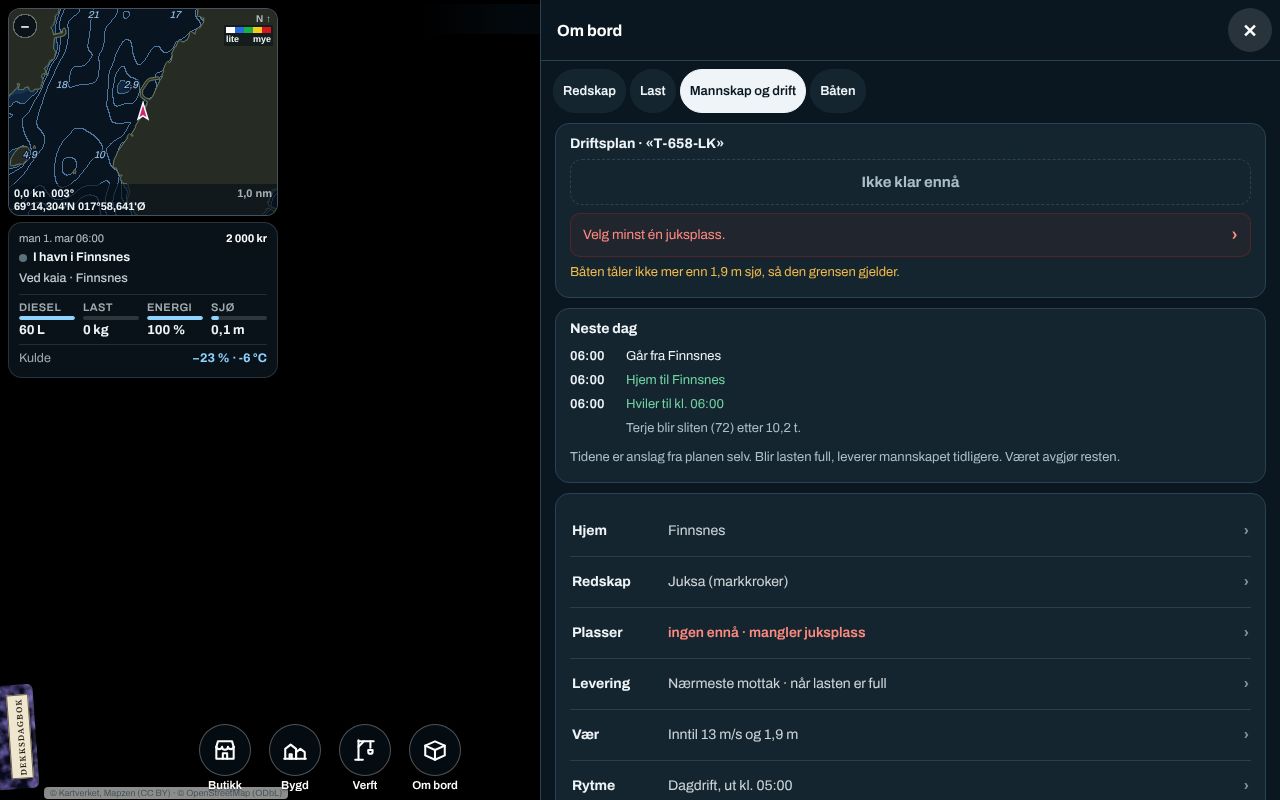 21
17
N ↑
lite mye
18
2,9
4,9
10
0,0 kn 003°
1,0 nm
69°14,304'N 017°58,641'Ø
man 1. mar 06:00
2 000 kr
I havn i Finnsnes
Ved kaia · Finnsnes
DIESEL LAST ENERGI SJØ
60 L 0 kg 100 % 0,1 m
Kulde
−23 % · -6 °C
DEKKSDAGBOK
Butikk
Bygd
Verft
Om bord
© Kartverket, Mapzen (CC BY) · © OpenStreetMap (ODbL)
Om bord
Redskap
Last
Mannskap og drift
Båten
Driftsplan · «T-658-LK»
Ikke klar ennå
Velg minst én juksplass. ›
Båten tåler ikke mer enn 1,9 m sjø, så den grensen gjelder.
Neste dag
06:00 Går fra Finnsnes
06:00 Hjem til Finnsnes
06:00 Hviler til kl. 06:00
Terje blir sliten (72) etter 10,2 t.
Tidene er anslag fra planen selv. Blir lasten full, leverer mannskapet tidligere. Været avgjør resten.
Hjem Finnsnes ›
Redskap Juksa (markkroker) ›
Plasser ingen ennå · mangler juksplass ›
Levering Nærmeste mottak · når lasten er full ›
Vær Inntil 13 m/s og 1,9 m ›
Rytme Dagdrift, ut kl. 05:00 ›